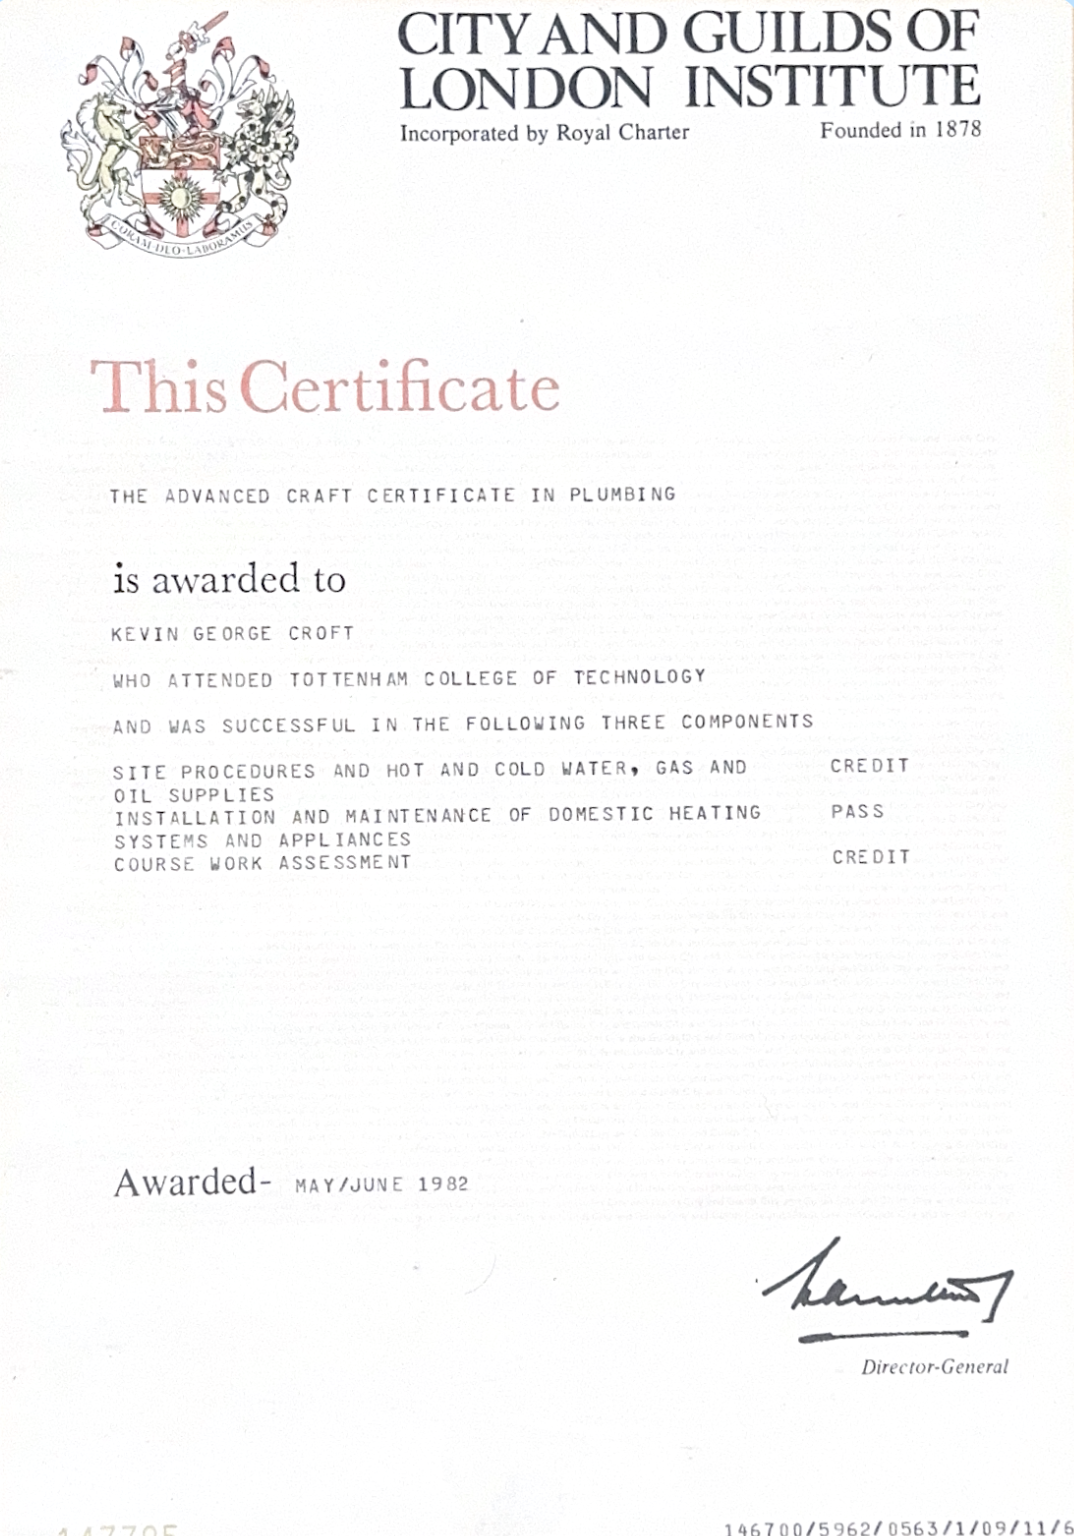 CITY AND GUILDS OF
LONDON INSTITUTE
Incorporated by Royal Charter Founded in 1878
CORAM·DEO·LABORAMUS
This Certificate
THE ADVANCED CRAFT CERTIFICATE IN PLUMBING
is awarded to
KEVIN GEORGE CROFT
WHO ATTENDED TOTTENHAM COLLEGE OF TECHNOLOGY
AND WAS SUCCESSFUL IN THE FOLLOWING THREE COMPONENTS
SITE PROCEDURES AND HOT AND COLD WATER, GAS AND CREDIT
OIL SUPPLIES
INSTALLATION AND MAINTENANCE OF DOMESTIC HEATING PASS
SYSTEMS AND APPLIANCES
COURSE WORK ASSESSMENT CREDIT
Awarded- MAY/JUNE 1982
Director-General
146700/5962/0563/1/09/11/6